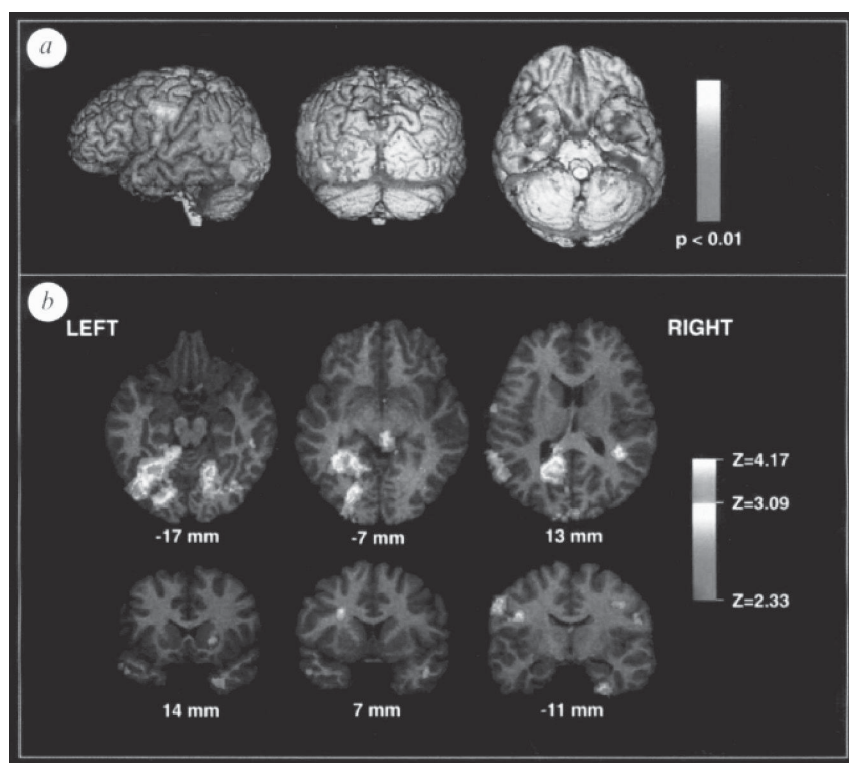 a
p < 0.01
b
LEFT
RIGHT
-17 mm
-7 mm
13 mm
Z=4.17
Z=3.09
Z=2.33
14 mm
7 mm
-11 mm